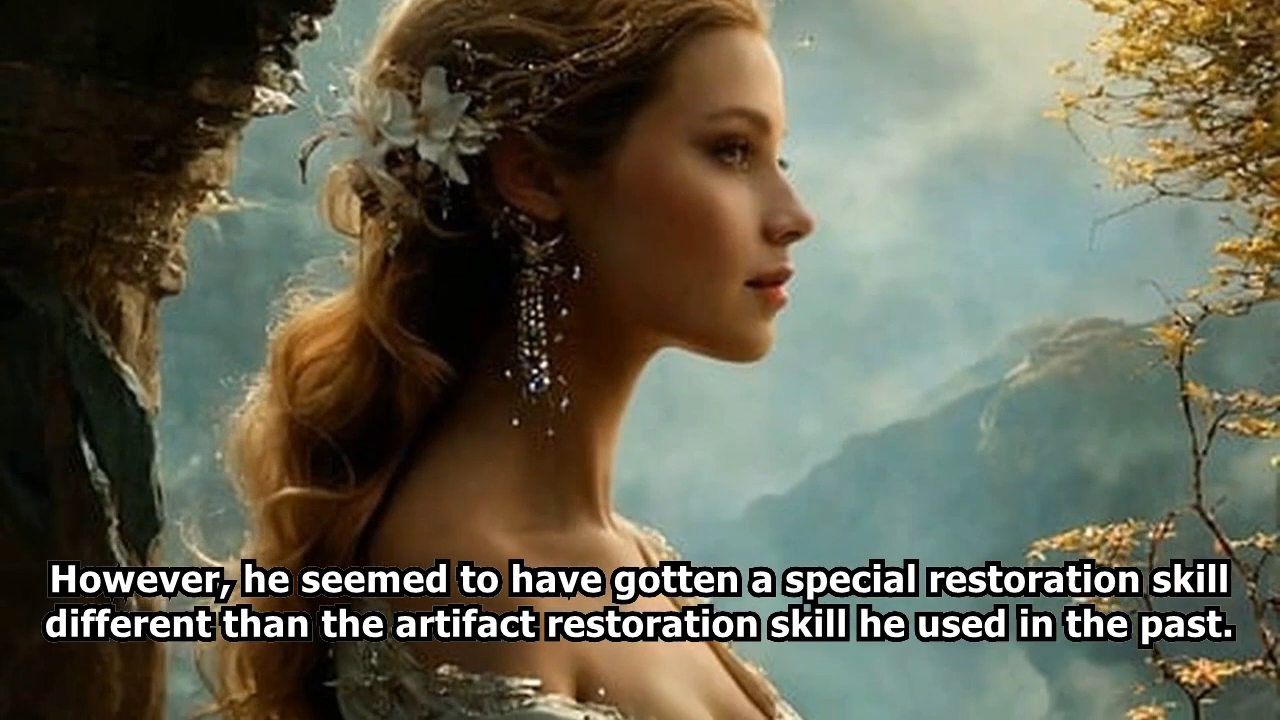 However, he seemed to have gotten a special restoration skill
different than the artifact restoration skill he used in the past.